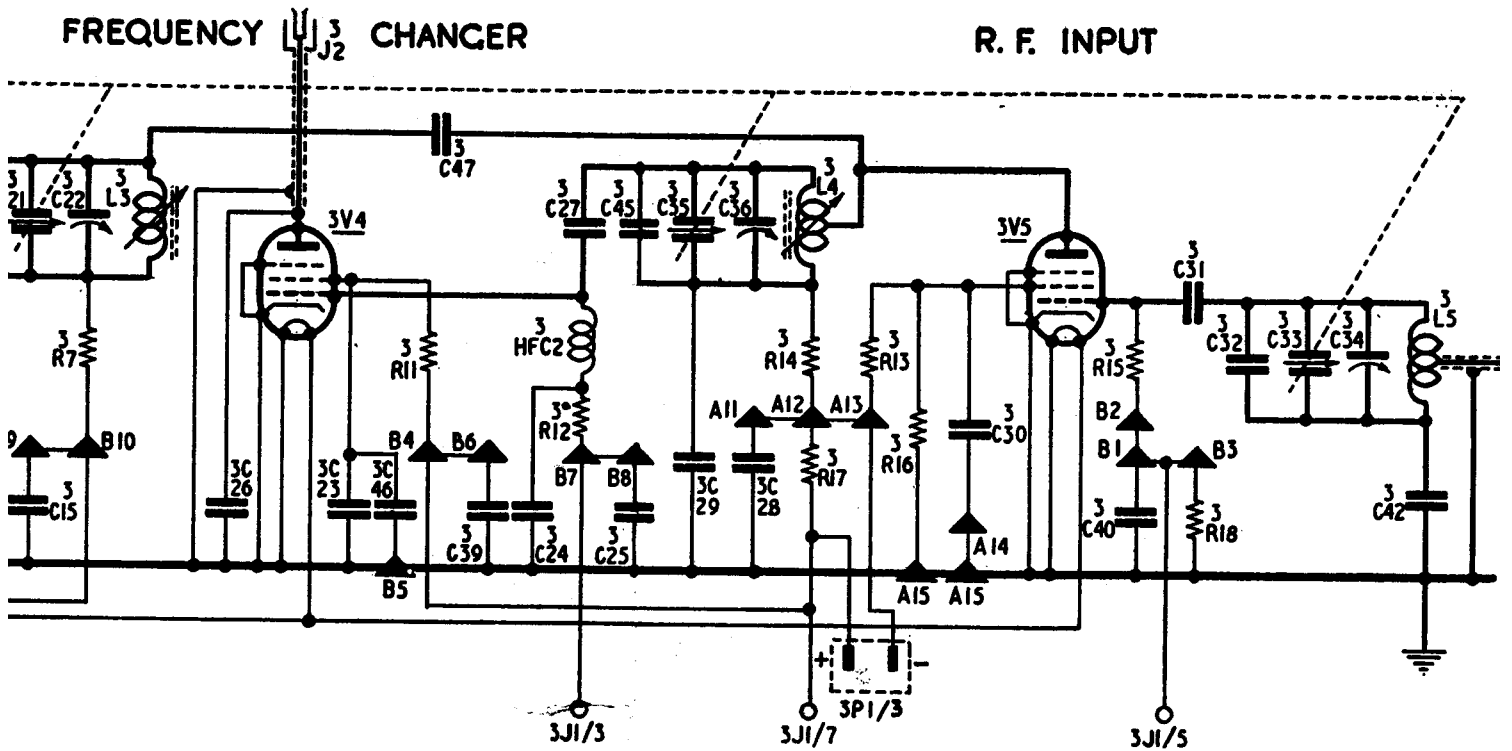 FREQUENCY CHANGER
3 J2
R. F. INPUT
3 C47
3 21
3 C22
3 L3
3V4
3 C27
3 C45
3 C35
3 C36
3 L4
3V5
3 C31
3 L5
3 R7
3 R11
3 HFC2
3 R14
3 R13
3 R15
3 C32
3 C33
3 C34
3 R12
A11
A12
A13
B2
9
B10
B4
B6
B7
B8
3 R17
3 R16
3 C30
B1
B3
3 C15
3C 26
3C 23
3C 46
3 C39
3 C24
3 C25
3C 29
3C 28
A14
3 C40
3 R18
3 C42
B5
A15
A15
+
-
3P1/3
3J1/3
3J1/7
3J1/5